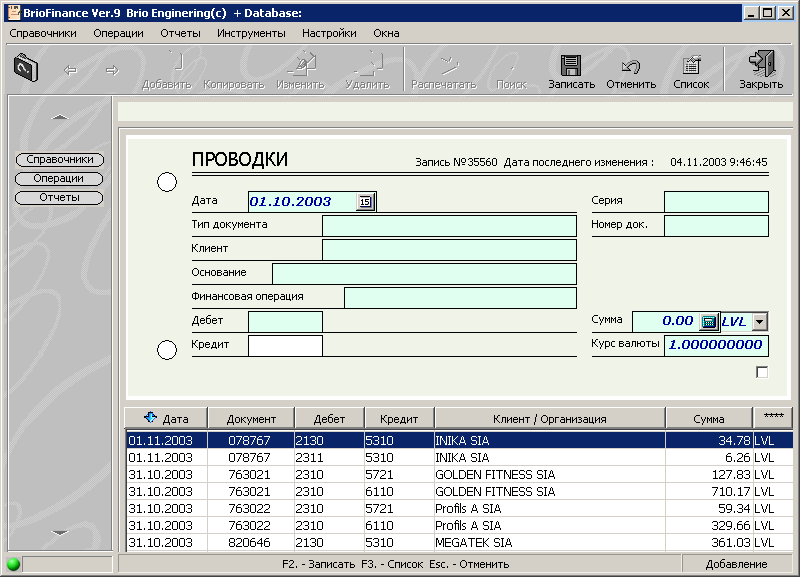 BrioFinance Ver.9 Brio Enginering(c) + Database:
Справочники Операции Отчеты Инструменты Настройки Окна
Добавить Копировать Изменить Удалить Распечатать Поиск Записать Отменить Список Закрыть
Справочники
Операции
Отчеты
ПРОВОДКИ Запись №35560 Дата последнего изменения : 04.11.2003 9:46:45
Дата 01.10.2003 15 Серия
Тип документа Номер док.
Клиент
Основание
Финансовая операция
Дебет Сумма 0.00 LVL
Кредит Курс валюты 1.000000000
Дата Документ Дебет Кредит Клиент / Организация Сумма ****
01.11.2003 078767 2130 5310 INIKA SIA 34.78 LVL
01.11.2003 078767 2311 5310 INIKA SIA 6.26 LVL
31.10.2003 763021 2310 5721 GOLDEN FITNESS SIA 127.83 LVL
31.10.2003 763021 2310 6110 GOLDEN FITNESS SIA 710.17 LVL
31.10.2003 763022 2310 5721 Profils A SIA 59.34 LVL
31.10.2003 763022 2310 6110 Profils A SIA 329.66 LVL
31.10.2003 820646 2130 5310 MEGATEK SIA 361.03 LVL
F2. - Записать F3. - Список Esc. - Отменить Добавление